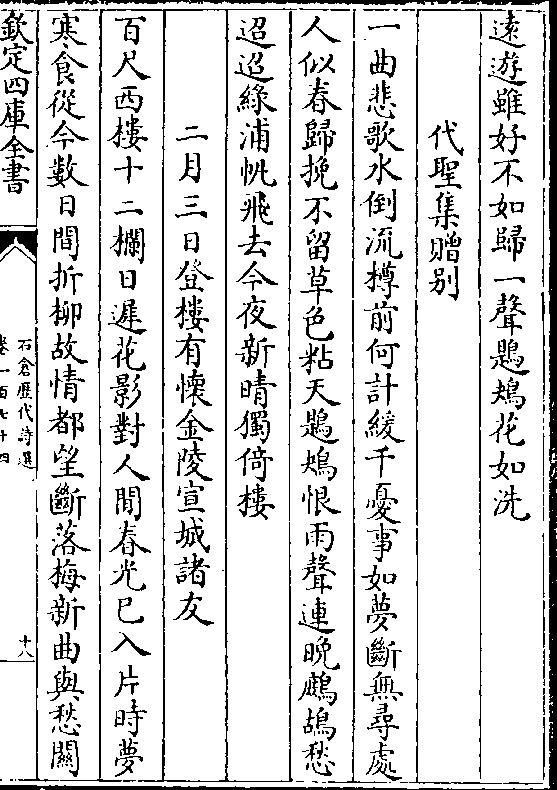 遠遊雖好不如歸一聲鶗鴂花如洗
代聖集贈别
一曲悲歌水倒流樽前何計緩千憂事如夢斷無尋處
人似春歸挽不留草色粘天鶗鴂恨雨聲連曉鷓鴣愁
迢迢綠浦帆飛去今夜新晴獨倚樓
二月三日登樓有懷金陵宣城諸友
百尺西樓十二欄日遲花影對人閒春光已入片時夢
寒食從今數日間折柳故情都望斷落梅新曲與愁關
欽定四庫全書
石倉歷代詩選
卷一百七十四
十八